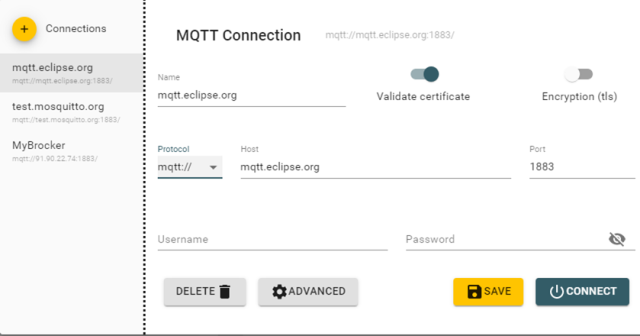 + Connections
mqtt.eclipse.org
mqtt://mqtt.eclipse.org:1883/
test.mosquitto.org
mqtt://test.mosquitto.org:1883/
MyBrocker
mqtt://91.90.22.74:1883/
MQTT Connection mqtt://mqtt.eclipse.org:1883/
Name
mqtt.eclipse.org
Validate certificate Encryption (tls)
Protocol Host Port
mqtt:// mqtt.eclipse.org 1883
Username Password
DELETE ADVANCED SAVE CONNECT